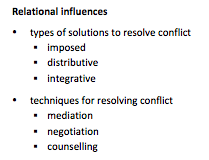 Relational influences
• types of solutions to resolve conflict
▪ imposed
▪ distributive
▪ integrative
• techniques for resolving conflict
▪ mediation
▪ negotiation
▪ counselling